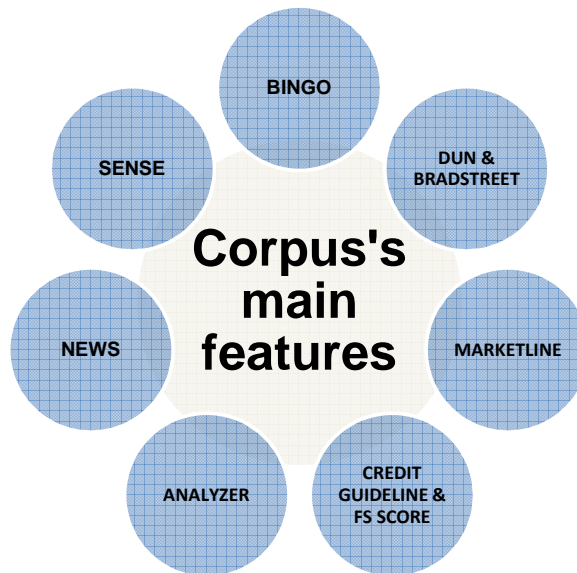 BINGO
DUN &
BRADSTREET
MARKETLINE
CREDIT
GUIDELINE &
FS SCORE
ANALYZER
NEWS
SENSE
Corpus's
main
features